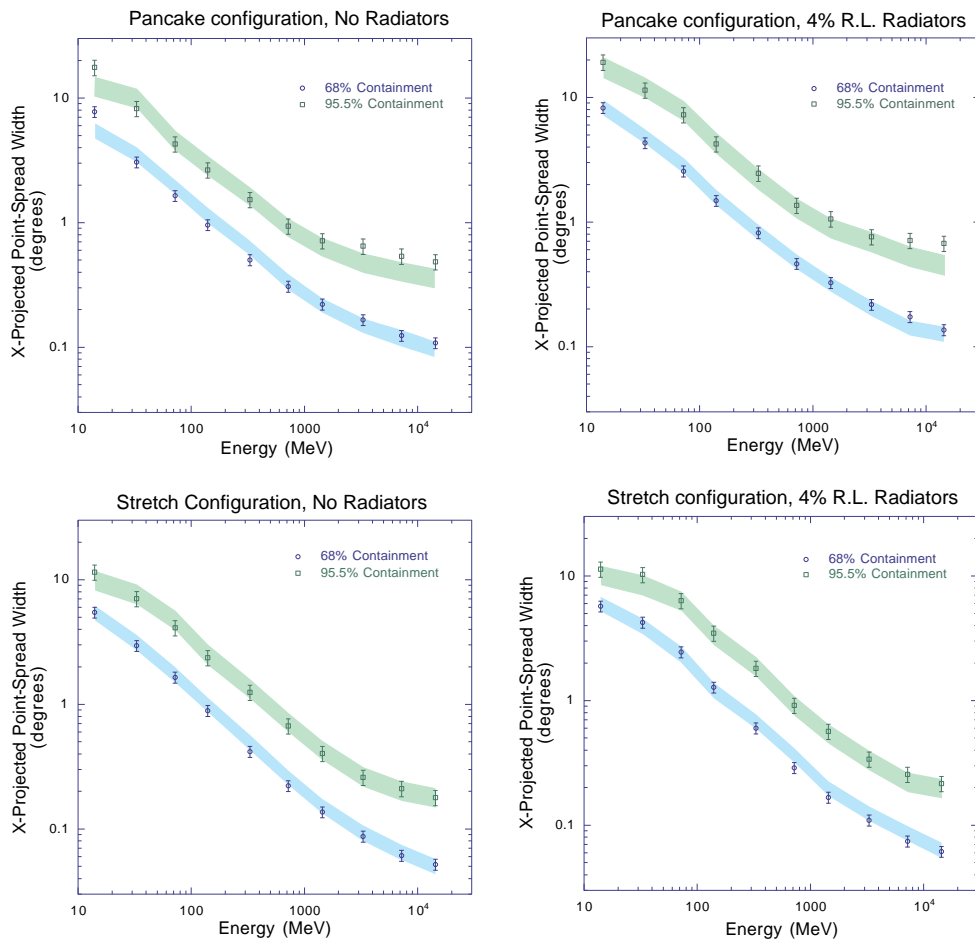 Pancake configuration, No Radiators
68% Containment
95.5% Containment
10
1
0.1
X-Projected Point-Spread Width
(degrees)
10
100
1000
10⁴
Energy (MeV)
Pancake configuration, 4% R.L. Radiators
68% Containment
95.5% Containment
10
1
0.1
X-Projected Point-Spread Width
(degrees)
10
100
1000
10⁴
Energy (MeV)
Stretch Configuration, No Radiators
68% Containment
95.5% Containment
10
1
0.1
X-Projected Point-Spread Width
(degrees)
10
100
1000
10⁴
Energy (MeV)
Stretch configuration, 4% R.L. Radiators
68% Containment
95.5% Containment
10
1
0.1
X-Projected Point-Spread Width
(degrees)
10
100
1000
10⁴
Energy (MeV)